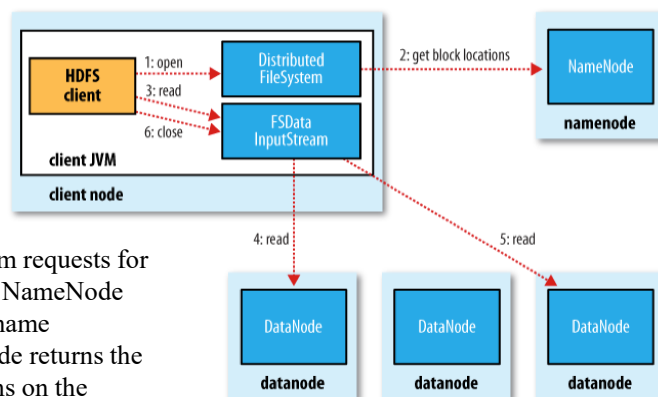 HDFS
client
1: open
3: read
6: close
Distributed
FileSystem
FSData
InputStream
client JVM
client node
2: get block locations
NameNode
namenode
4: read
5: read
m requests for
NameNode
name
de returns the
ns on the
DataNode
datanode
DataNode
datanode
DataNode
datanode